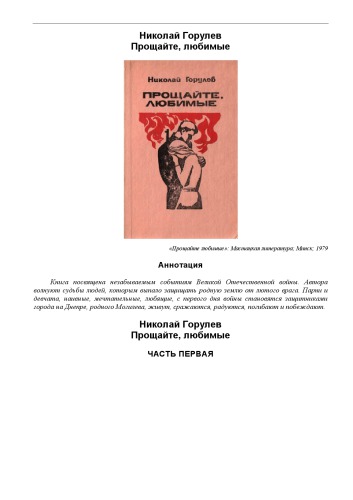 Николай Горулев
Прощайте, любимые
Николай Горулев
ПРОЩАЙТЕ,
ЛЮБИМЫЕ
«Прощайте любимые»: Мастацкая литература; Минск; 1979
Аннотация
Книга посвящена незабываемым событиям Великой Отечественной войны. Автора
волнуют судьбы людей, которым выпало защищать родную землю от лютого врага. Парни и
девчата, наивные, мечтательные, любящие, с первого дня войны становятся защитниками
города на Днепре, родного Могилева, живут, сражаются, радуются, погибают и побеждают.
Николай Горулев
Прощайте, любимые
ЧАСТЬ ПЕРВАЯ